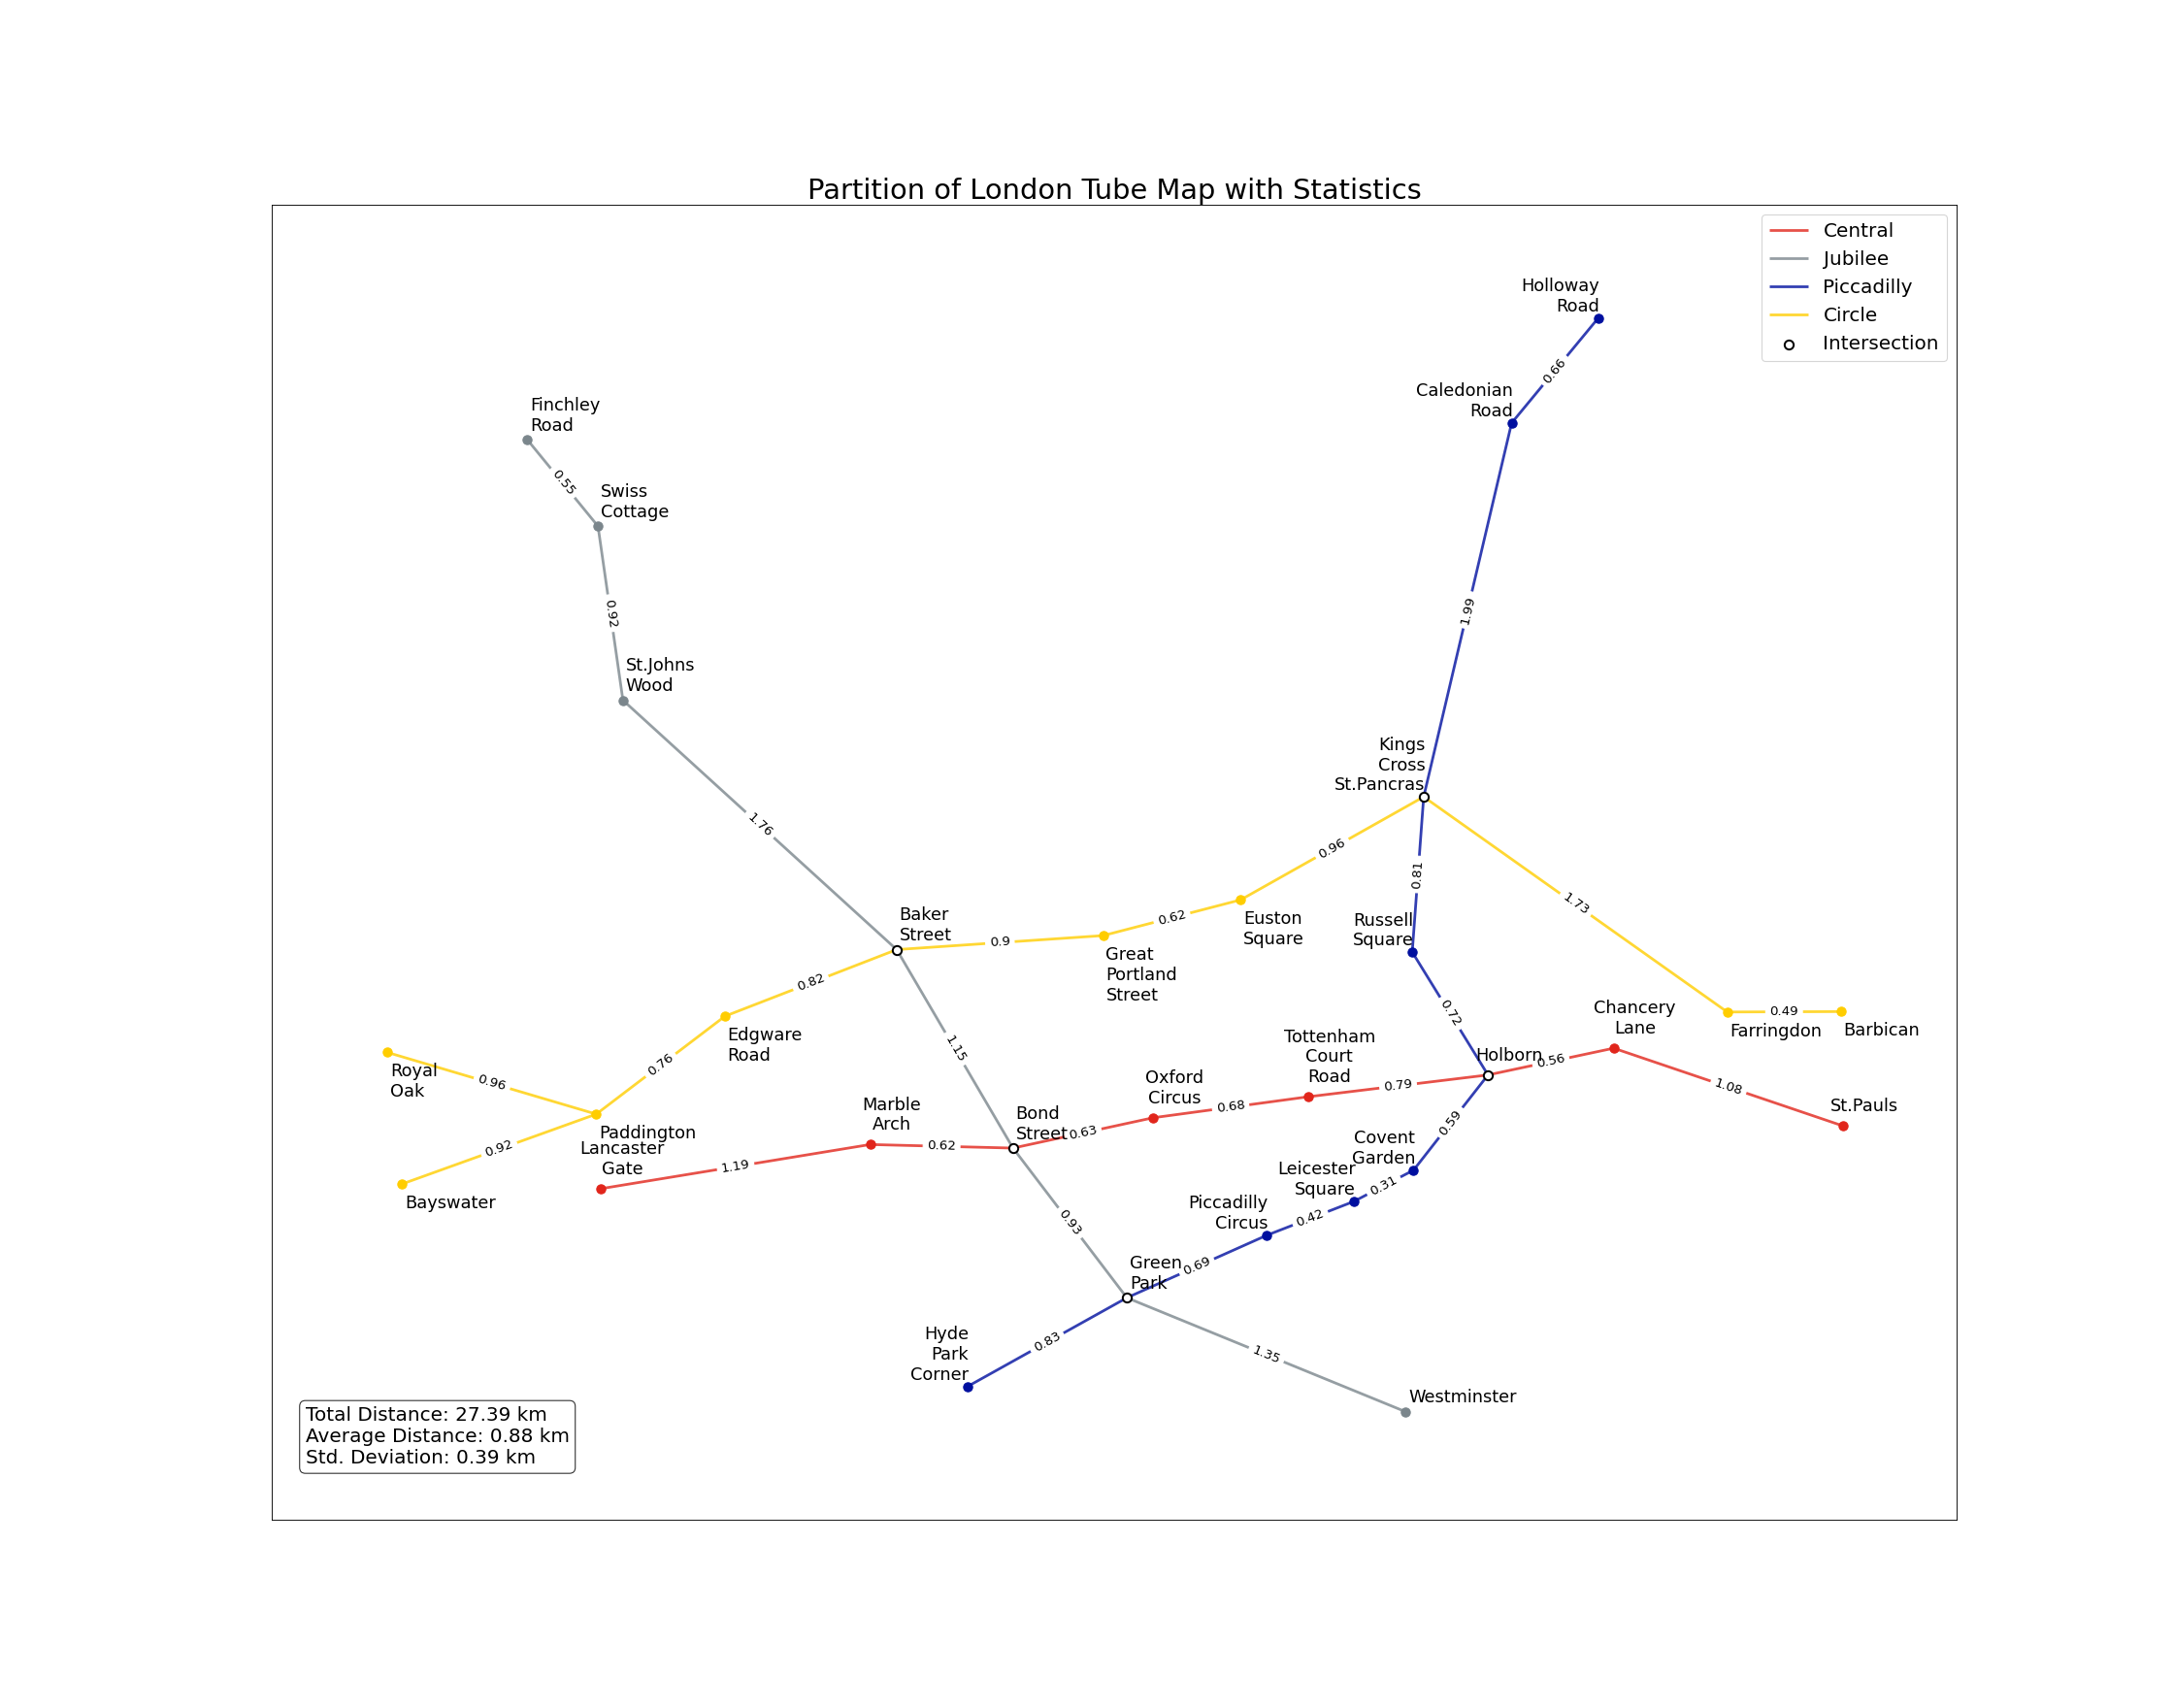 Partition of London Tube Map with Statistics
Central
Jubilee
Piccadilly
Circle
Intersection
Holloway
Road
0.66
Caledonian
Road
Finchley
Road
0.55
Swiss
Cottage
0.92
1.99
St.Johns
Wood
Kings
Cross
St.Pancras
1.76
0.96
0.81
1.73
Baker
Street
0.9
0.62
Euston
Square
Russell
Square
Great
Portland
Street
0.82
Edgware
Road
0.72
Chancery
Lane
0.49
Farringdon
Barbican
1.15
Tottenham
Court
Road
Holborn
0.56
0.76
Royal
Oak
0.96
Oxford
Circus
0.79
1.08
St.Pauls
Marble
Arch
Bond
Street
0.63
0.68
0.59
Paddington
0.92
Lancaster
Gate
1.19
0.62
Covent
Garden
Leicester
Square
0.31
Bayswater
Piccadilly
Circus
0.42
0.93
Green
Park
0.69
Hyde
Park
Corner
0.83
1.35
Westminster
Total Distance: 27.39 km
Average Distance: 0.88 km
Std. Deviation: 0.39 km